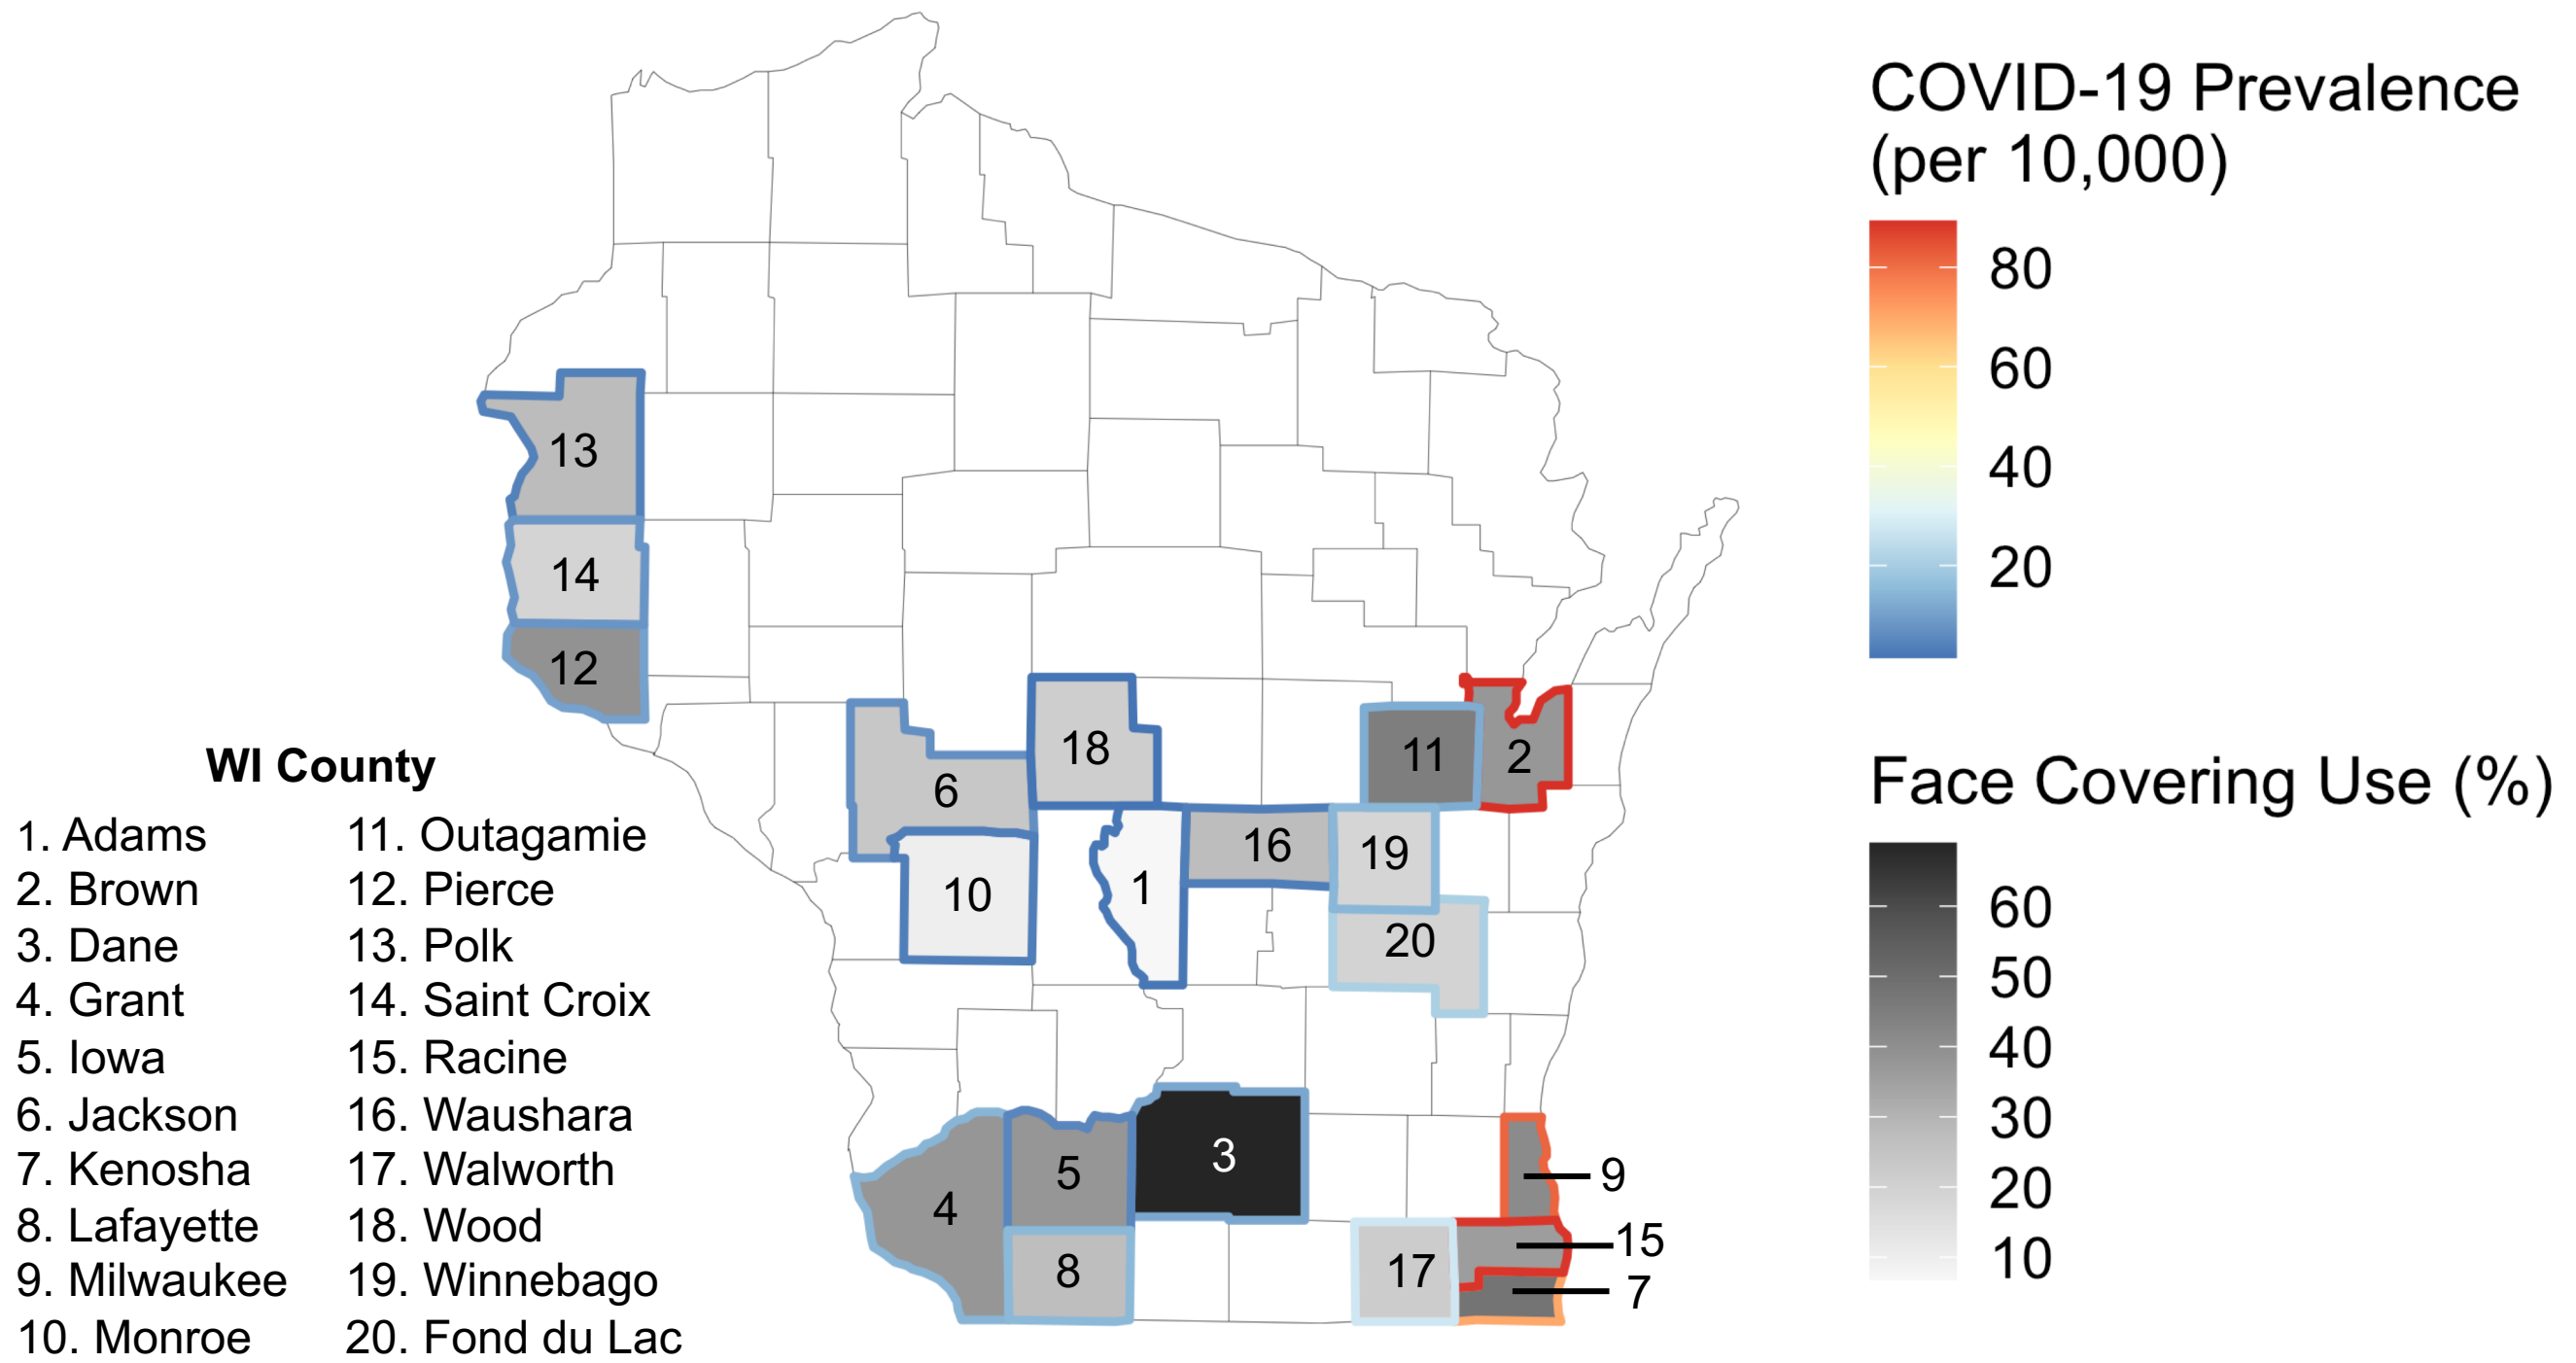 COVID-19 Prevalence
(per 10,000)
80
60
40
20
Face Covering Use (%)
60
50
40
30
20
10
13
14
12
18
6
10
1
16
11
2
19
20
4
5
3
8
17
9
15
7
WI County
1. Adams
2. Brown
3. Dane
4. Grant
5. Iowa
6. Jackson
7. Kenosha
8. Lafayette
9. Milwaukee
10. Monroe
11. Outagamie
12. Pierce
13. Polk
14. Saint Croix
15. Racine
16. Waushara
17. Walworth
18. Wood
19. Winnebago
20. Fond du Lac